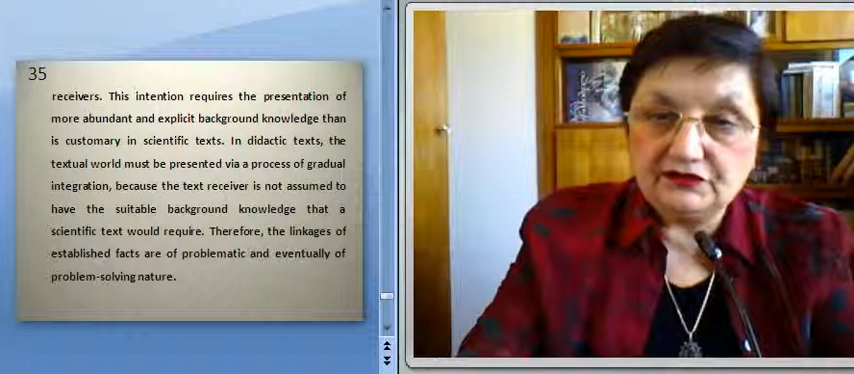 35
receivers. This intention requires the presentation of
more abundant and explicit background knowledge than
is customary in scientific texts. In didactic texts, the
textual world must be presented via a process of gradual
integration, because the text receiver is not assumed to
have the suitable background knowledge that a
scientific text would require. Therefore, the linkages of
established facts are of problematic and eventually of
problem-solving nature.